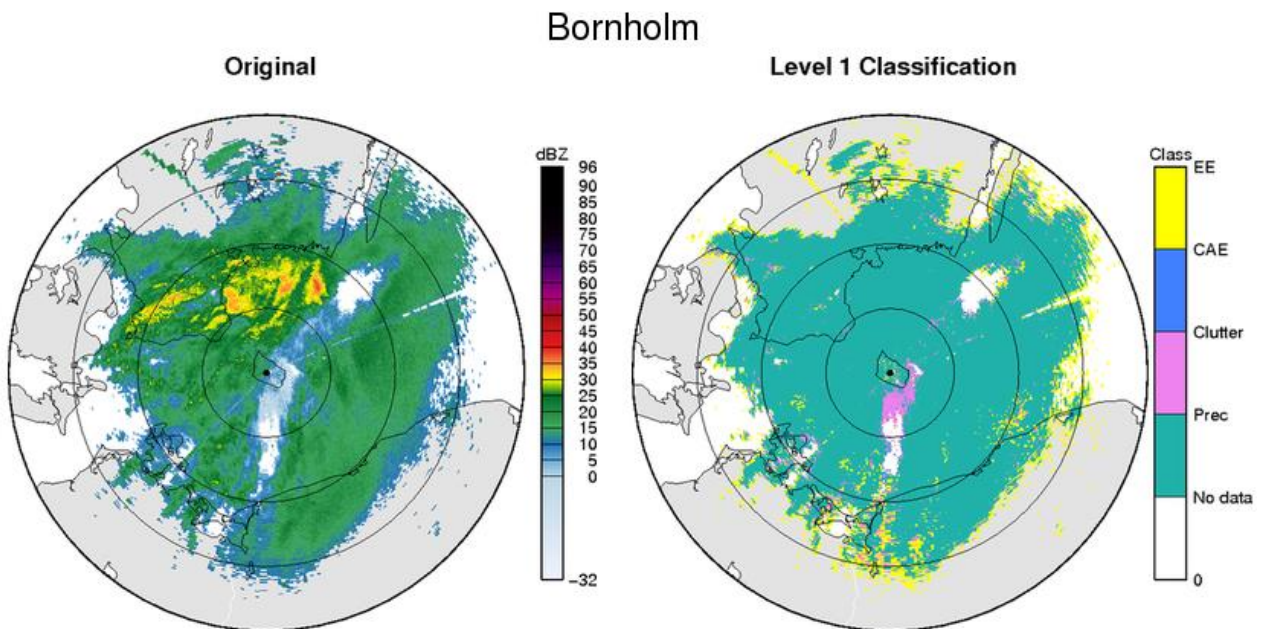 Bornholm
Original
Level 1 Classification
dBZ
96
90
85
80
75
70
65
60
55
50
45
40
35
30
25
20
15
10
5
0
−32
Class
EE
CAE
Clutter
Prec
No data
0